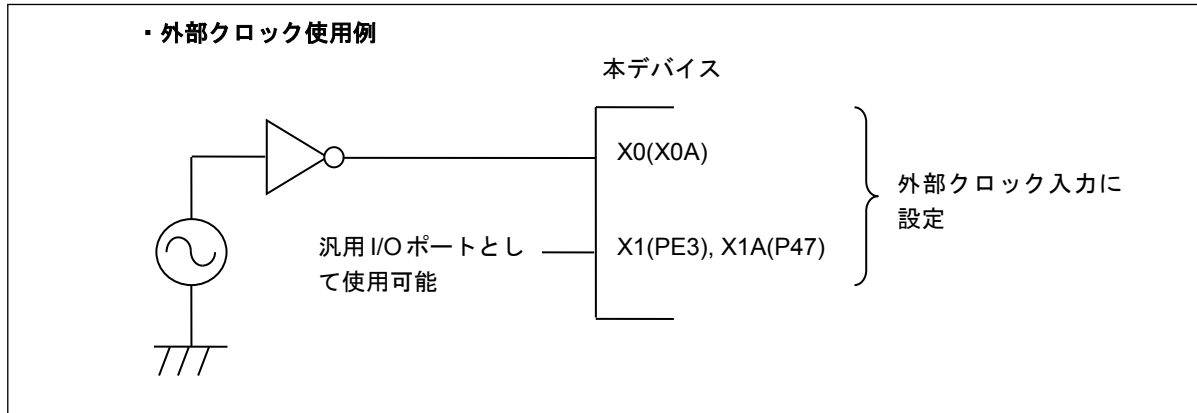 ・外部クロック使用例
本デバイス
X0(X0A)
外部クロック入力に
設定
汎用 I/O ポートとし
て使用可能
X1(PE3), X1A(P47)